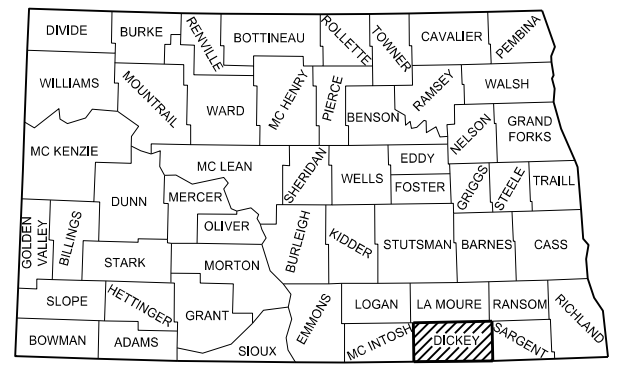 DIVIDE
BURKE
RENVILLE
BOTTINEAU
ROLLETTE
TOWNER
CAVALIER
PEMBINA
WILLIAMS
MOUNTRAIL
WARD
MC HENRY
PIERCE
BENSON
RAMSEY
WALSH
NELSON
GRAND
FORKS
MC KENZIE
MC LEAN
SHERIDAN
WELLS
EDDY
FOSTER
GRIGGS
STEELE
TRAILL
DUNN
MERCER
OLIVER
GOLDEN
VALLEY
BILLINGS
STARK
MORTON
BURLEIGH
KIDDER
STUTSMAN
BARNES
CASS
SLOPE
HETTINGER
GRANT
EMMONS
LOGAN
LA MOURE
RANSOM
RICHLAND
BOWMAN
ADAMS
SIOUX
MC INTOSH
DICKEY
SARGENT